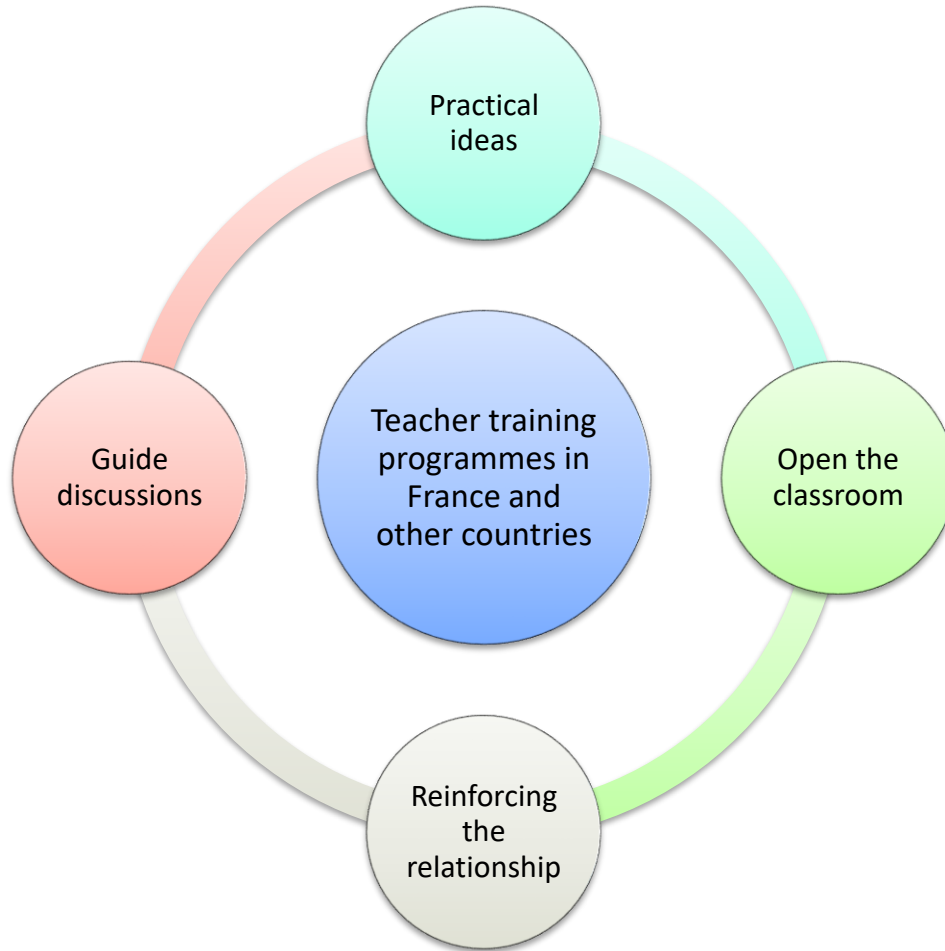 Practical
ideas
Guide
discussions
Teacher training
programmes in
France and
other countries
Open the
classroom
Reinforcing
the
relationship